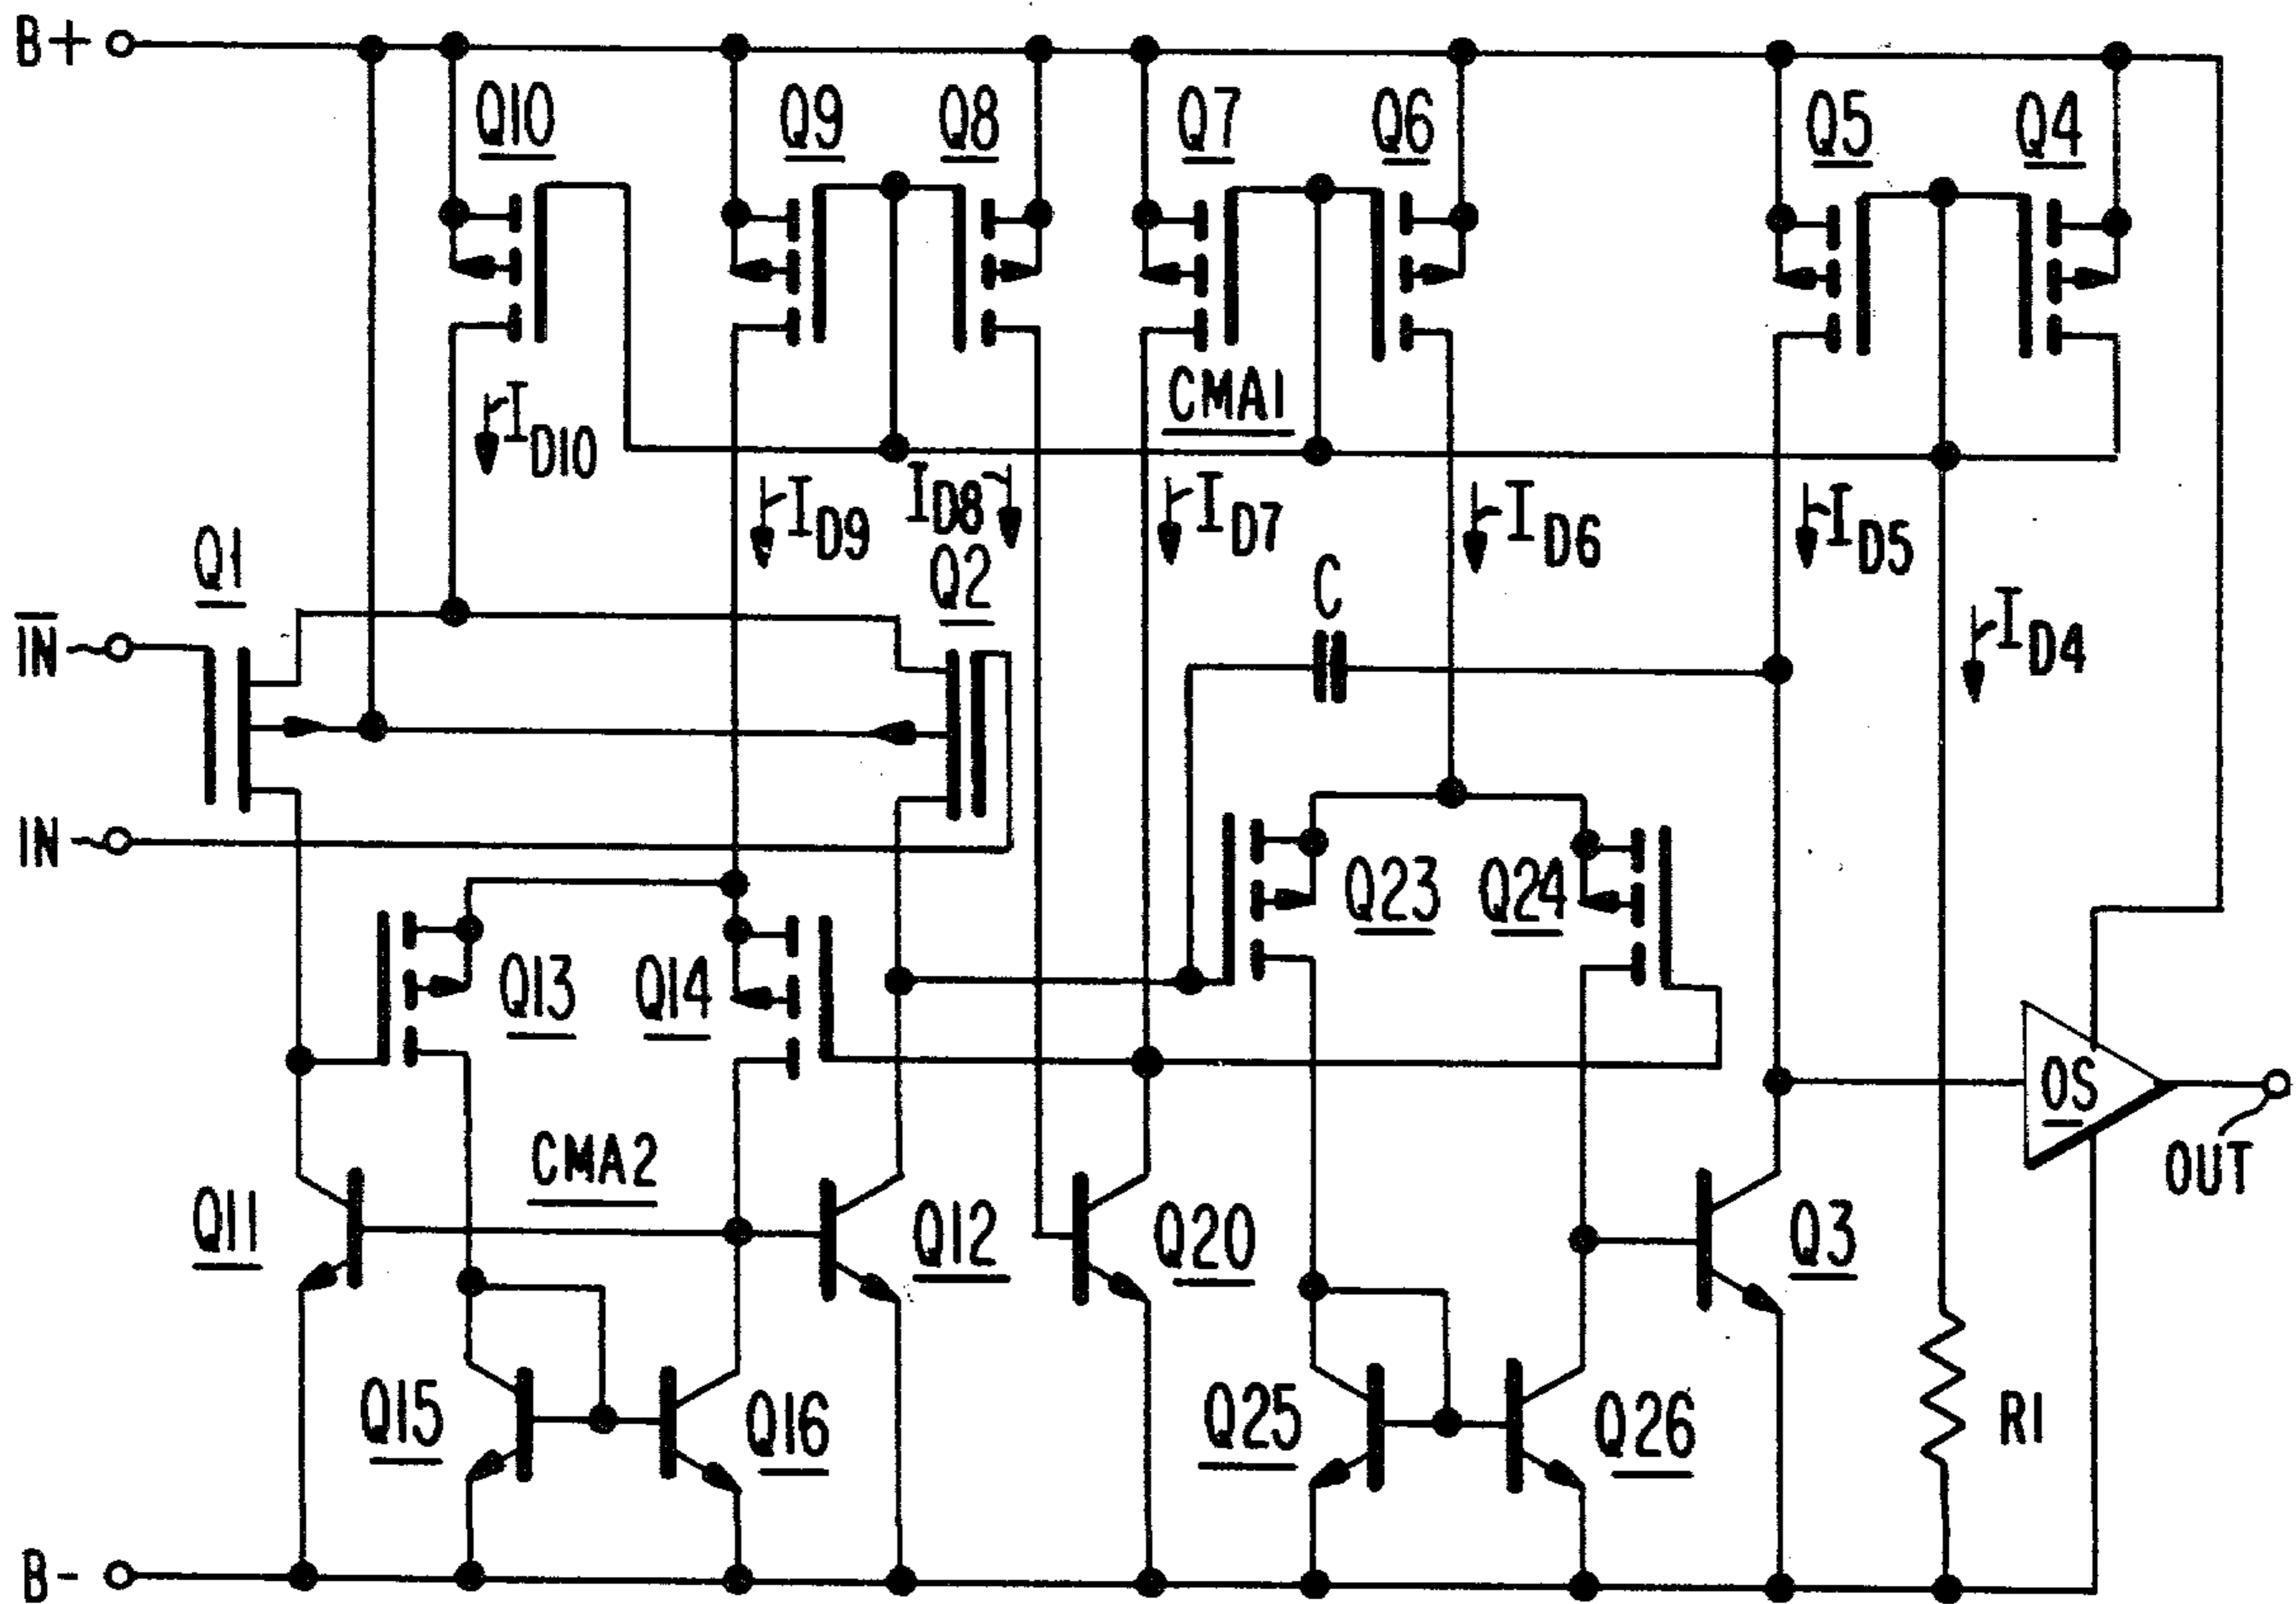 B+
Q10
Q9
Q8
Q7
Q6
Q5
Q4
CMA1
ID10
ID9
ID8
ID7
ID6
ID5
ID4
Q1
Q2
C
IN
IN
Q13
Q14
Q23
Q24
OS
OUT
CMA2
Q11
Q12
Q20
Q3
Q15
Q16
Q25
Q26
R1
B-